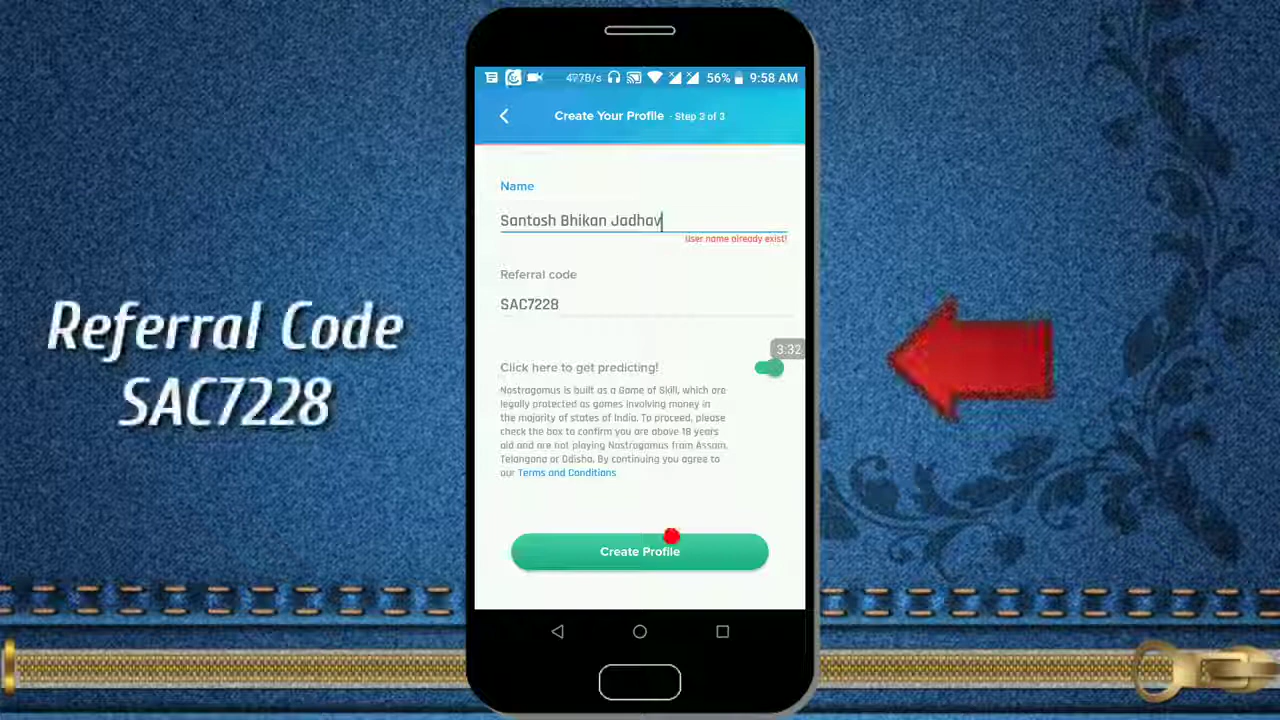 Referral Code
SAC7228
56%
9:58 AM
Create Your Profile - Step 3 of 3
Name
Santosh Bhikan Jadhav
User name already exist!
Referral code
SAC7228
3:32
Click here to get predicting!
Nostragamus is built as a Game of Skill, which are
legally protected as games involving money in
the majority of states of India. To proceed, please
check the box to confirm you are above 18 years
old and are not playing Nostragamus from Assam,
Telangana or Odisha. By continuing you agree to
our Terms and Conditions
Create Profile